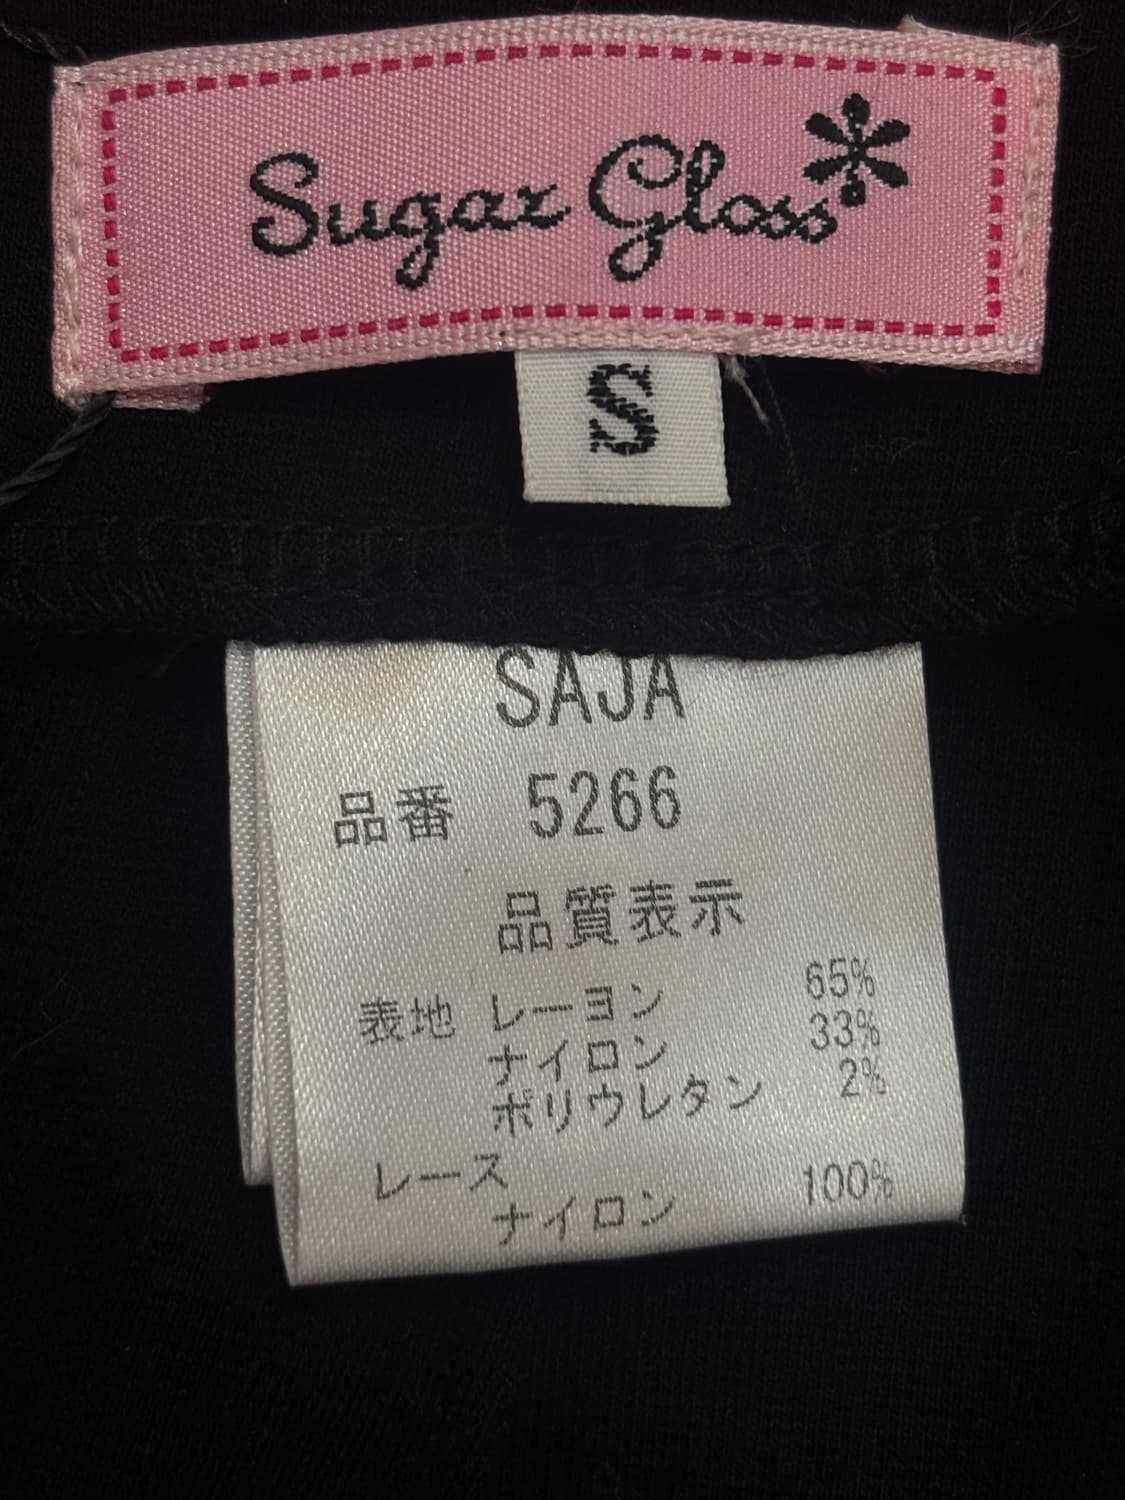 Sugar Gloss
S
SAJA
品番 5266
品質表示
表地 レーヨン 65%
ナイロン 33%
ポリウレタン 2%
レース
ナイロン 100%